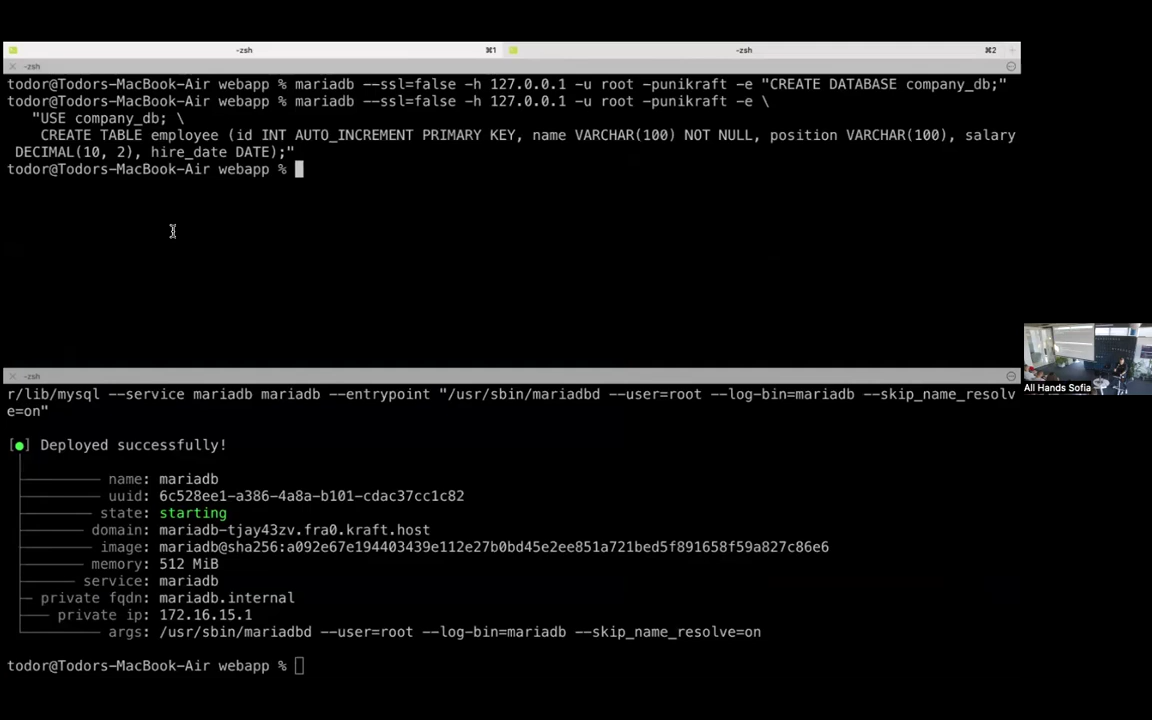 -zsh ⌘1 -zsh ⌘2 +
-zsh
todor@Todors-MacBook-Air webapp % mariadb --ssl=false -h 127.0.0.1 -u root -punikraft -e "CREATE DATABASE company_db;"
todor@Todors-MacBook-Air webapp % mariadb --ssl=false -h 127.0.0.1 -u root -punikraft -e \
"USE company_db; \
CREATE TABLE employee (id INT AUTO_INCREMENT PRIMARY KEY, name VARCHAR(100) NOT NULL, position VARCHAR(100), salary
DECIMAL(10, 2), hire_date DATE);"
todor@Todors-MacBook-Air webapp %
All Hands Sofia
-zsh
r/lib/mysql --service mariadb mariadb --entrypoint "/usr/sbin/mariadbd --user=root --log-bin=mariadb --skip_name_resolv
e=on"
[●] Deployed successfully!
name: mariadb
uuid: 6c528ee1-a386-4a8a-b101-cdac37cc1c82
state: starting
domain: mariadb-tjay43zv.fra0.kraft.host
image: mariadb@sha256:a092e67e194403439e112e27b0bd45e2ee851a721bed5f891658f59a827c86e6
memory: 512 MiB
service: mariadb
private fqdn: mariadb.internal
private ip: 172.16.15.1
args: /usr/sbin/mariadbd --user=root --log-bin=mariadb --skip_name_resolve=on
todor@Todors-MacBook-Air webapp %